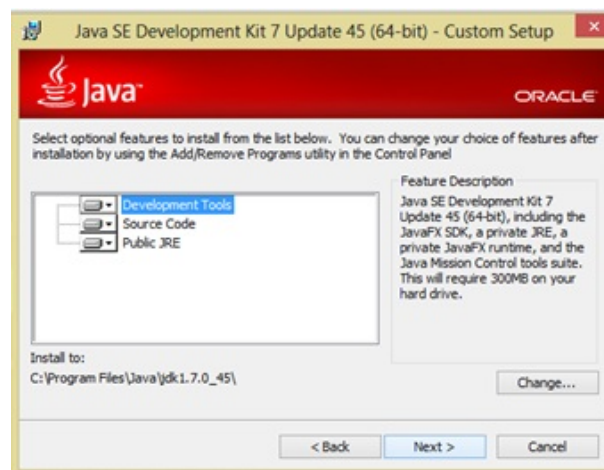 Java SE Development Kit 7 Update 45 (64-bit) - Custom Setup
Java™
ORACLE
Select optional features to install from the list below. You can change your choice of features after
installation by using the Add/Remove Programs utility in the Control Panel
Development Tools
Source Code
Public JRE
Feature Description
Java SE Development Kit 7
Update 45 (64-bit), including the
JavaFX SDK, a private JRE, a
private JavaFX runtime, and the
Java Mission Control tools suite.
This will require 300MB on your
hard drive.
Install to:
C:\Program Files\Java\jdk1.7.0_45\
Change...
< Back
Next >
Cancel